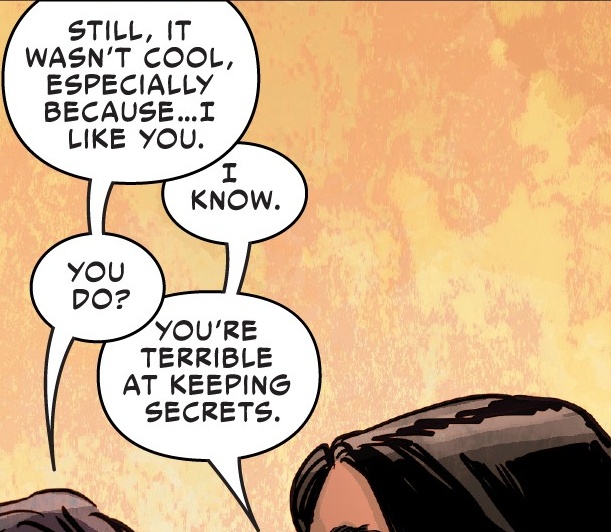 STILL, IT
WASN'T COOL,
ESPECIALLY
BECAUSE...I
LIKE YOU.
I
KNOW.
YOU
DO?
YOU'RE
TERRIBLE
AT KEEPING
SECRETS.